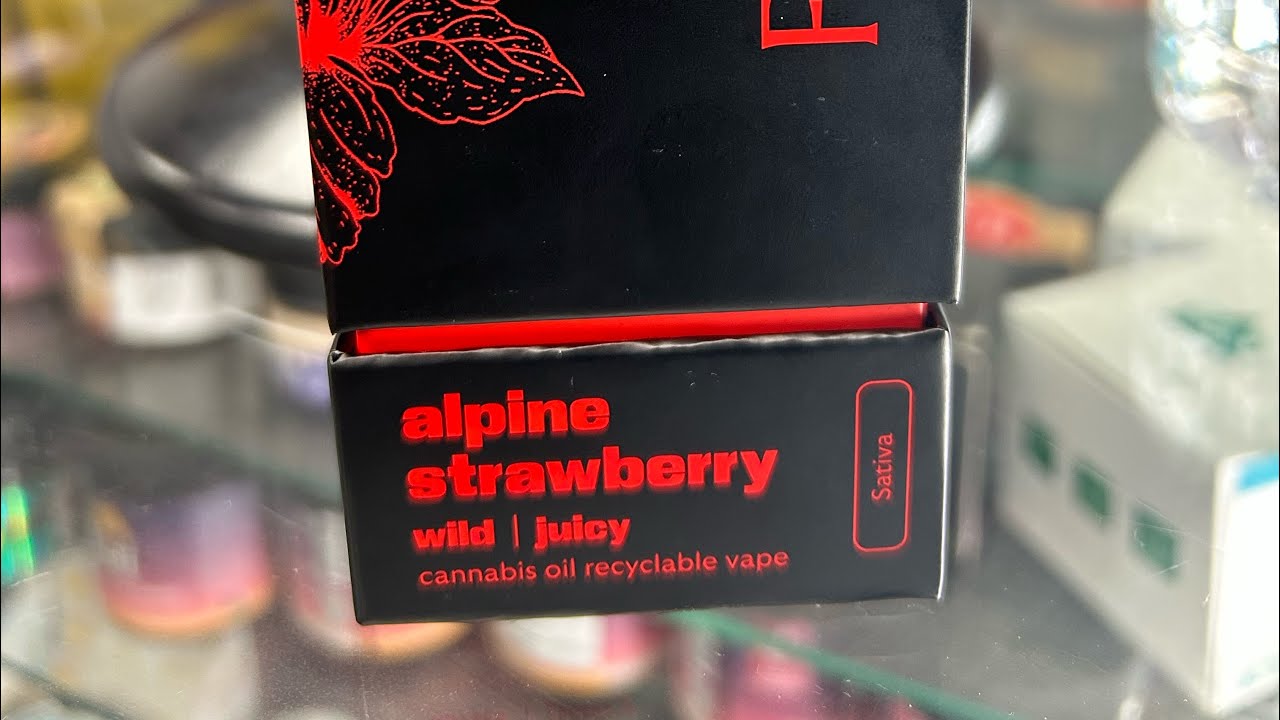 F
alpine
strawberry
wild | juicy
cannabis oil recyclable vape
Sativa